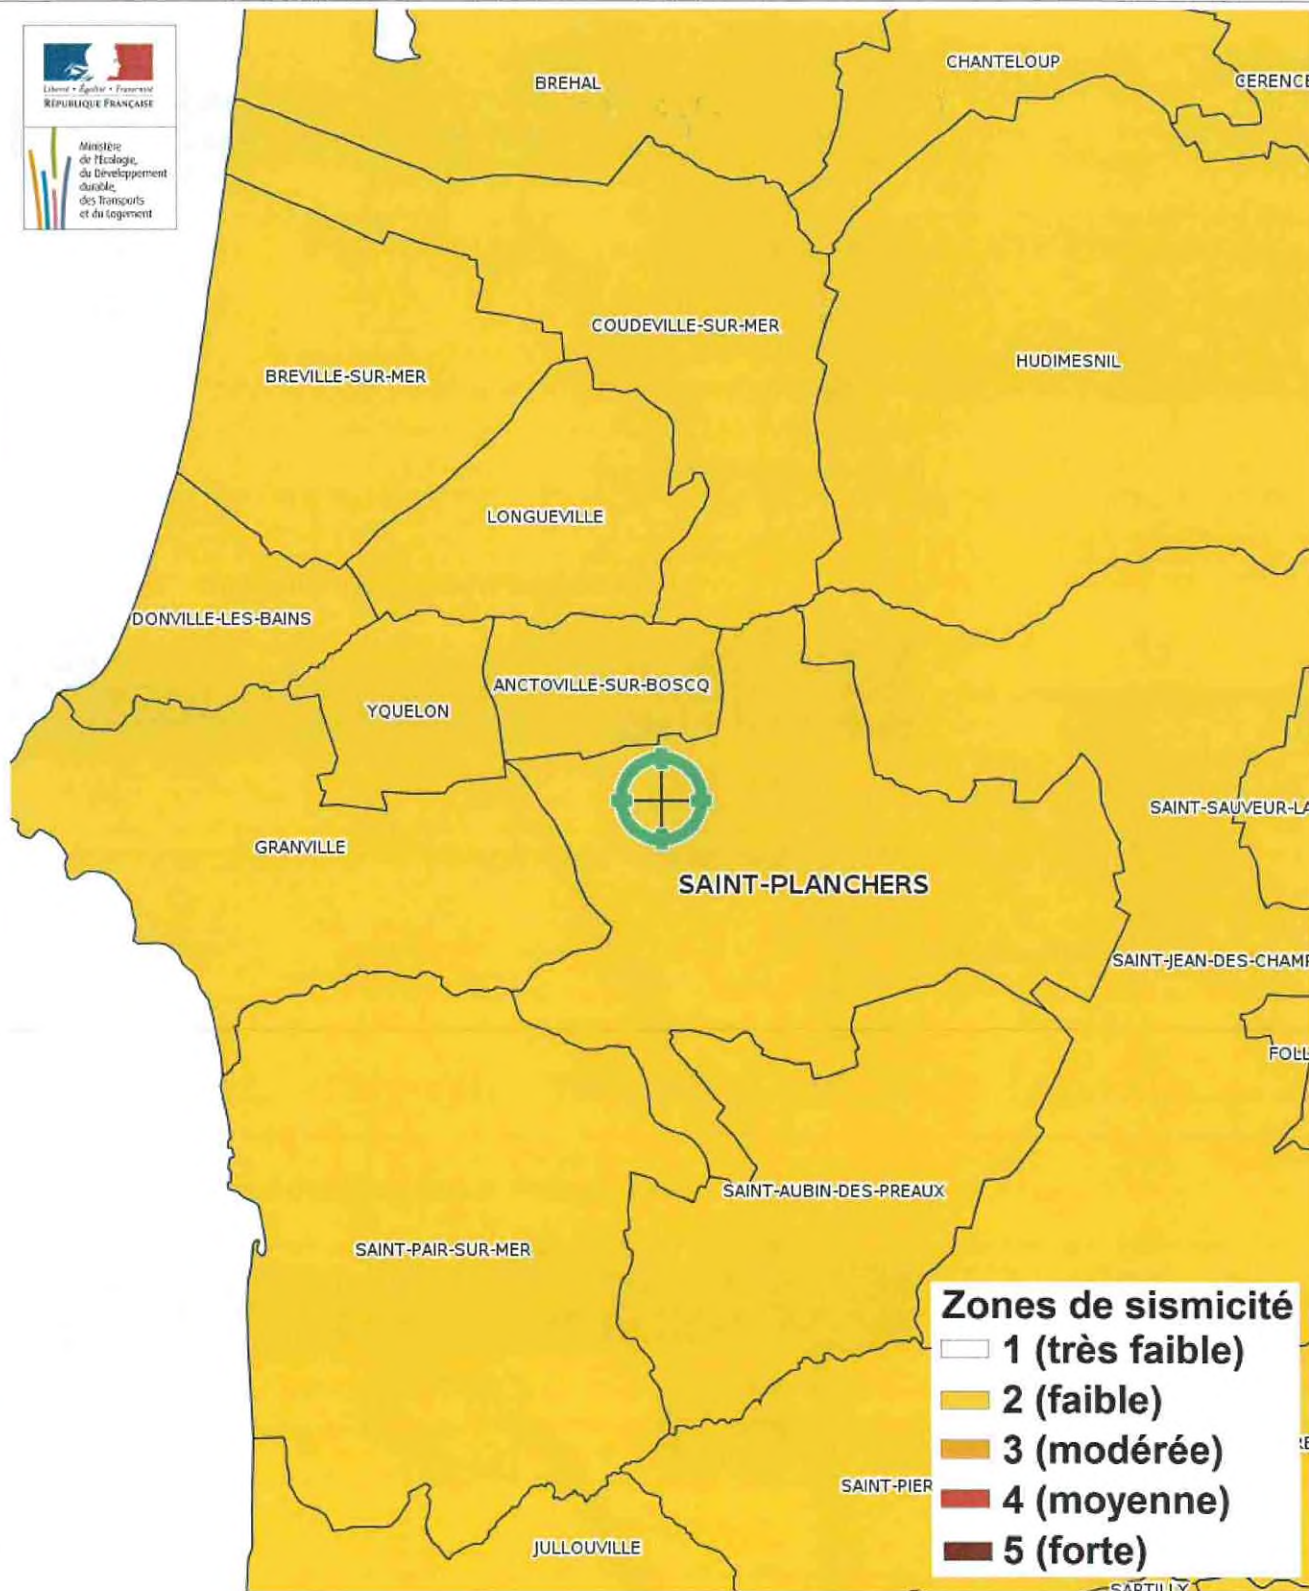 Liberté • Égalité • Fraternité
RÉPUBLIQUE FRANÇAISE
Ministère
de l'Écologie,
du Développement
durable,
des Transports
et du Logement
BREHAL
CHANTELOUP
CERENCE
COUDEVILLE-SUR-MER
BREVILLE-SUR-MER
HUDIMESNIL
LONGUEVILLE
DONVILLE-LES-BAINS
ANCTOVILLE-SUR-BOSCQ
YQUELON
SAINT-SAUVEUR-LA
GRANVILLE
SAINT-PLANCHERS
SAINT-JEAN-DES-CHAMP
FOLL
SAINT-AUBIN-DES-PREAUX
SAINT-PAIR-SUR-MER
SAINT-PIER
JULLOUVILLE
SARTILLY
Zones de sismicité
1 (très faible)
2 (faible)
3 (modérée)
4 (moyenne)
5 (forte)